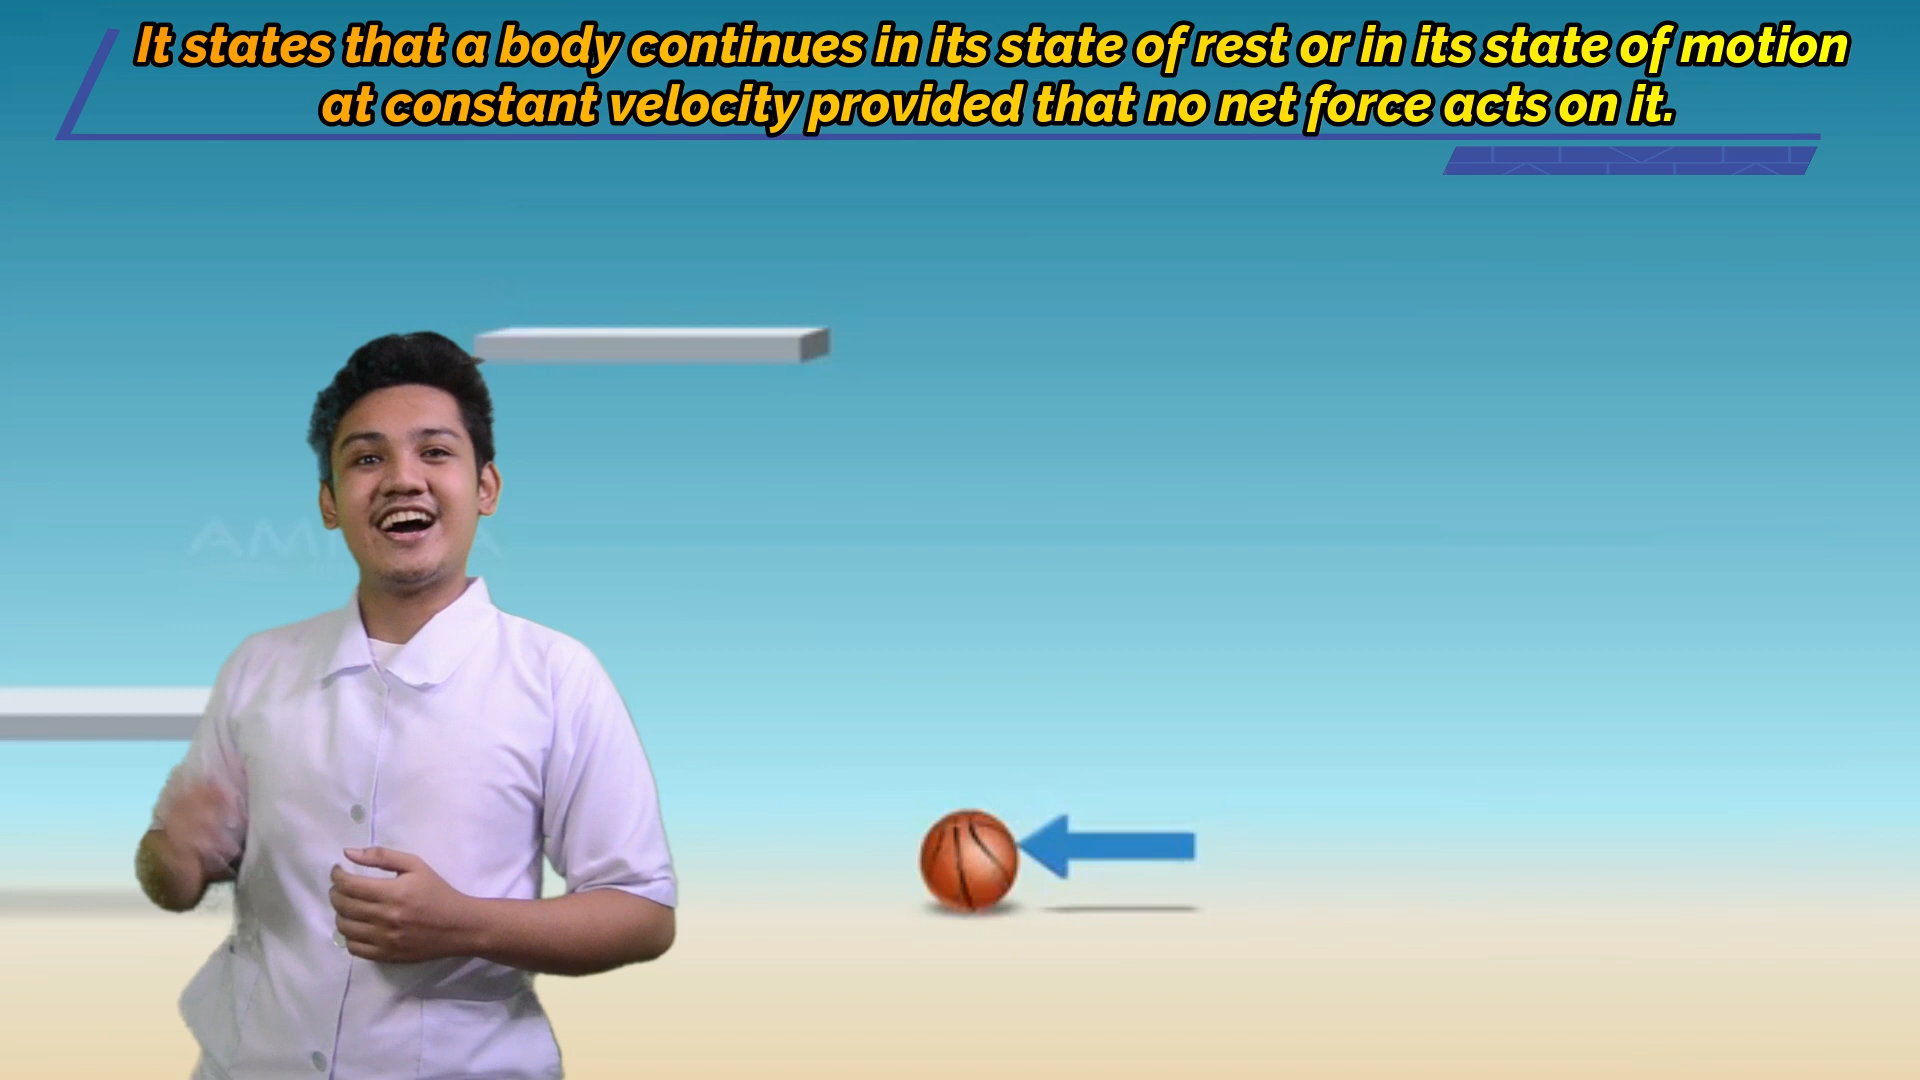 It states that a body continues in its state of rest or in its state of motion
at constant velocity provided that no net force acts on it.